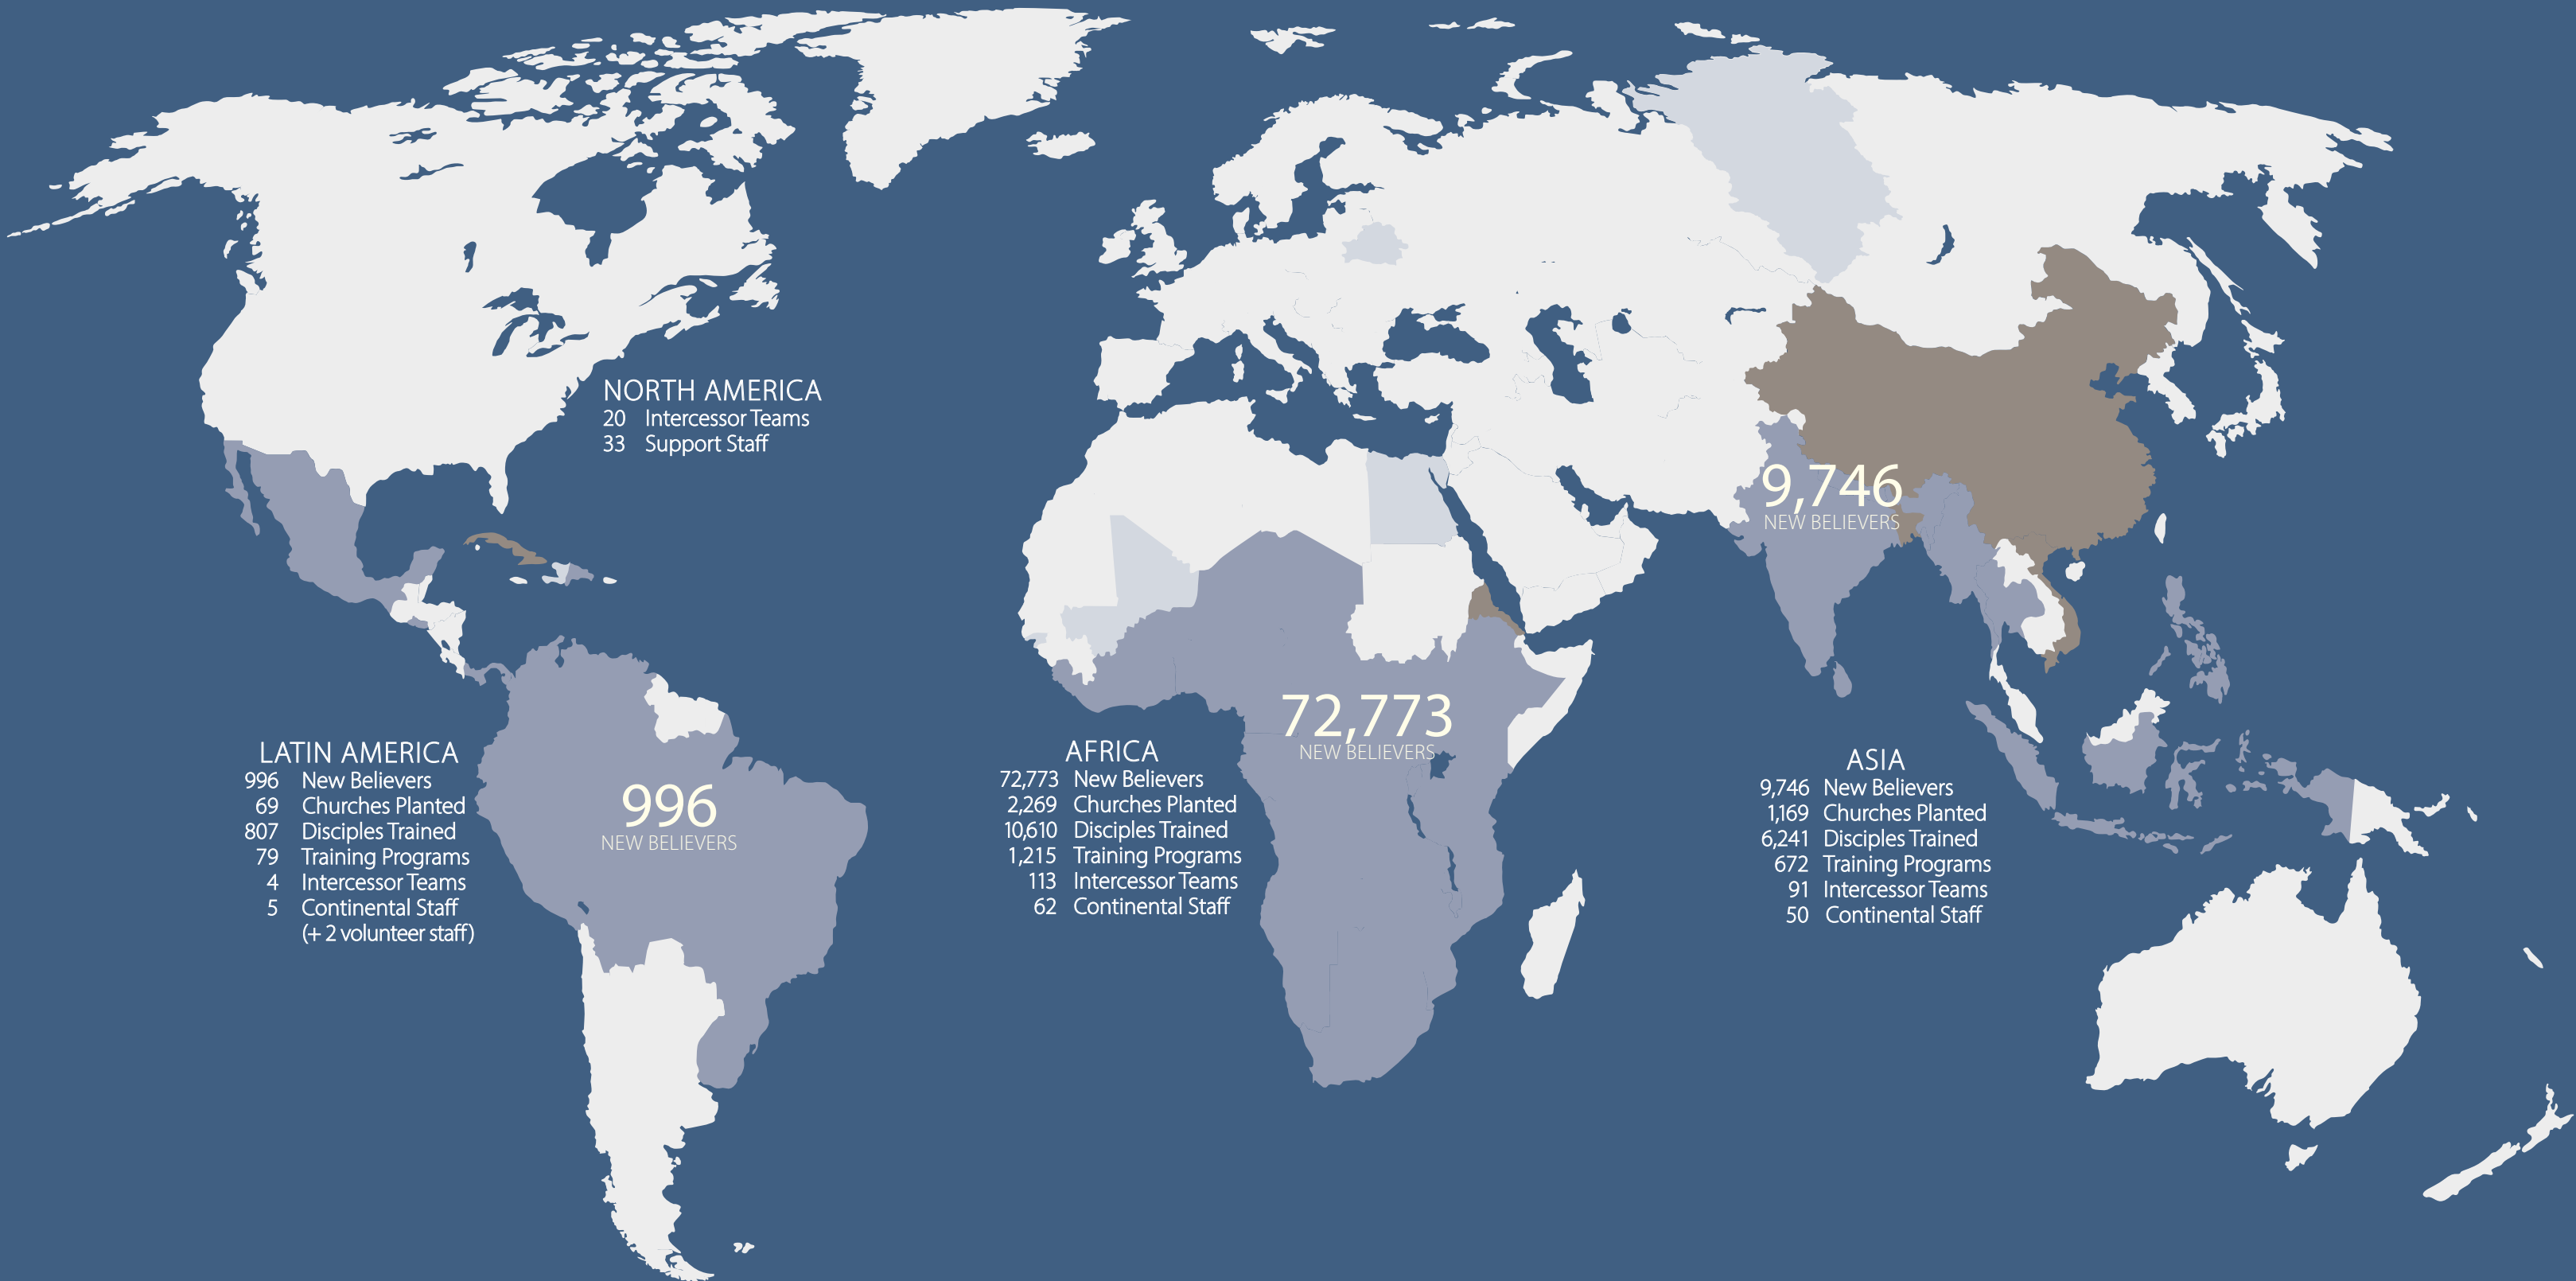 NORTH AMERICA
20 Intercessor Teams
33 Support Staff
9,746
NEW BELIEVERS
72,773
NEW BELIEVERS
996
NEW BELIEVERS
LATIN AMERICA
996 New Believers
69 Churches Planted
807 Disciples Trained
79 Training Programs
4 Intercessor Teams
5 Continental Staff
(+ 2 volunteer staff)
AFRICA
72,773 New Believers
2,269 Churches Planted
10,610 Disciples Trained
1,215 Training Programs
113 Intercessor Teams
62 Continental Staff
ASIA
9,746 New Believers
1,169 Churches Planted
6,241 Disciples Trained
672 Training Programs
91 Intercessor Teams
50 Continental Staff